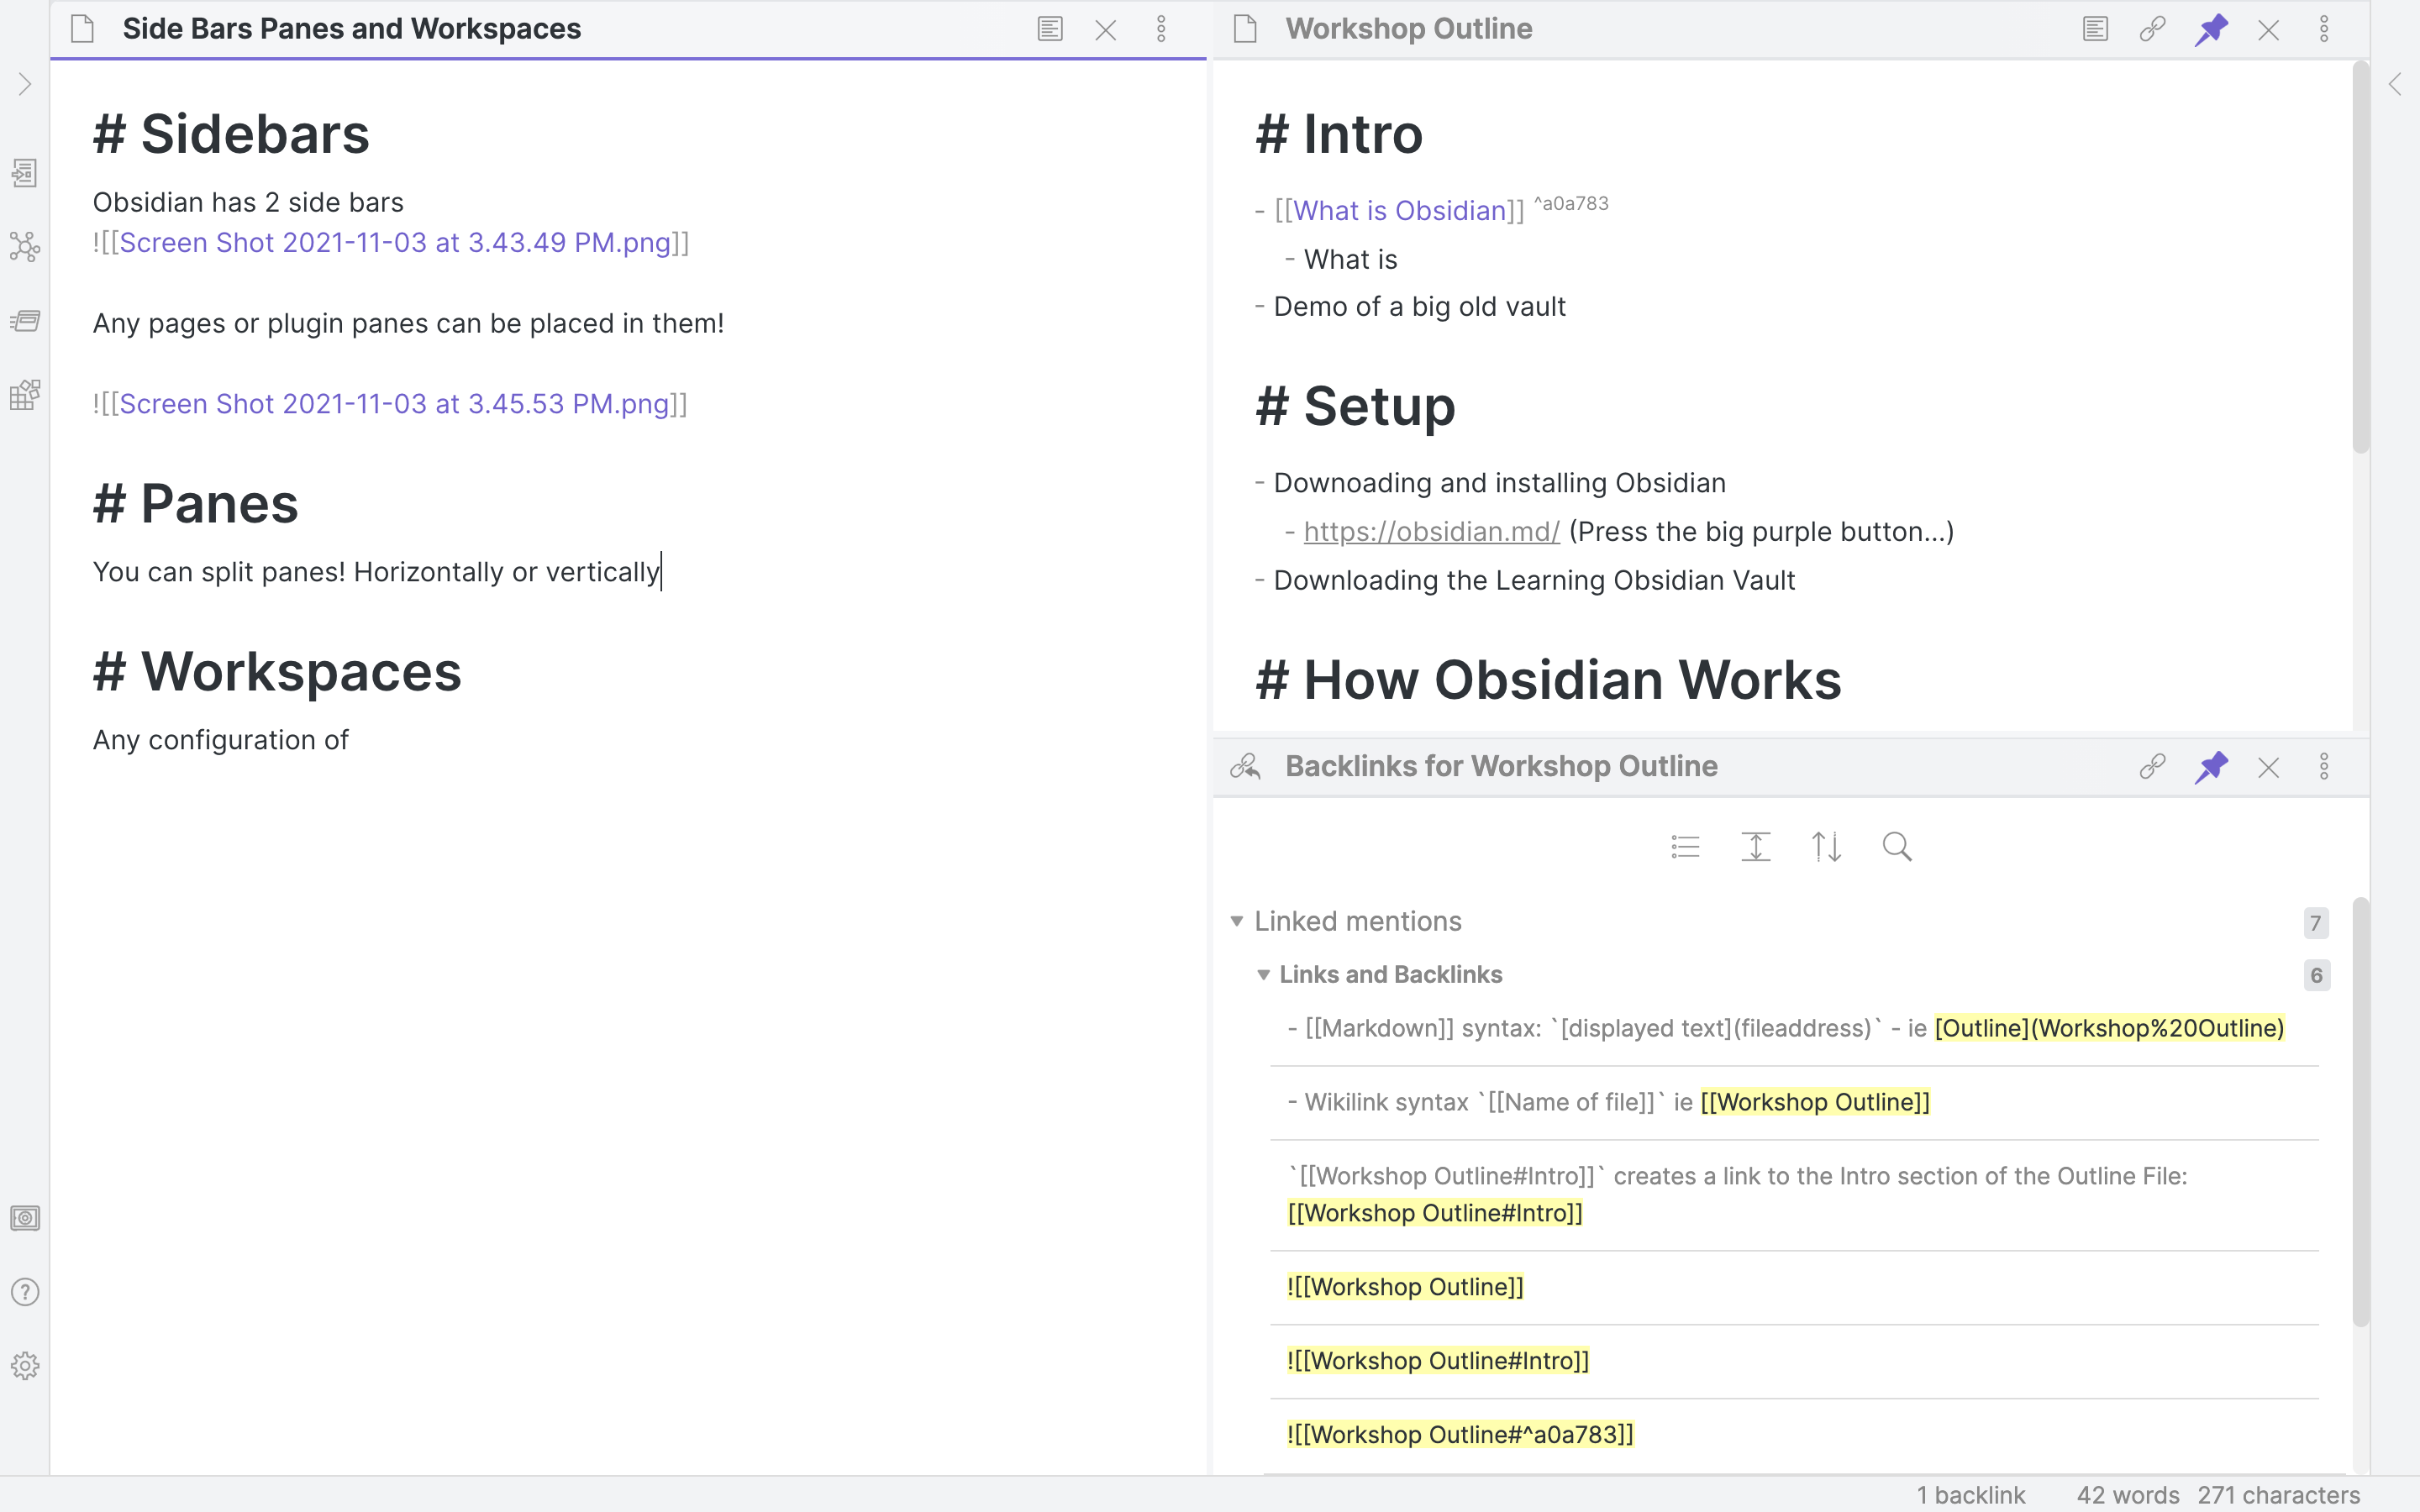 Side Bars Panes and Workspaces
# Sidebars
Obsidian has 2 side bars
![[Screen Shot 2021-11-03 at 3.43.49 PM.png]]
Any pages or plugin panes can be placed in them!
![[Screen Shot 2021-11-03 at 3.45.53 PM.png]]
# Panes
You can split panes! Horizontally or vertically
# Workspaces
Any configuration of
Workshop Outline
# Intro
- [[What is Obsidian]] ^a0a783
- What is
- Demo of a big old vault
# Setup
- Downoading and installing Obsidian
- https://obsidian.md/ (Press the big purple button...)
- Downloading the Learning Obsidian Vault
# How Obsidian Works
Backlinks for Workshop Outline
Linked mentions 7
Links and Backlinks 6
- [[Markdown]] syntax: `[displayed text](fileaddress)` - ie [Outline](Workshop%20Outline)
- Wikilink syntax `[[Name of file]]` ie [[Workshop Outline]]
`[[Workshop Outline#Intro]]` creates a link to the Intro section of the Outline File:
[[Workshop Outline#Intro]]
![[Workshop Outline]]
![[Workshop Outline#Intro]]
![[Workshop Outline#^a0a783]]
1 backlink 42 words 271 characters